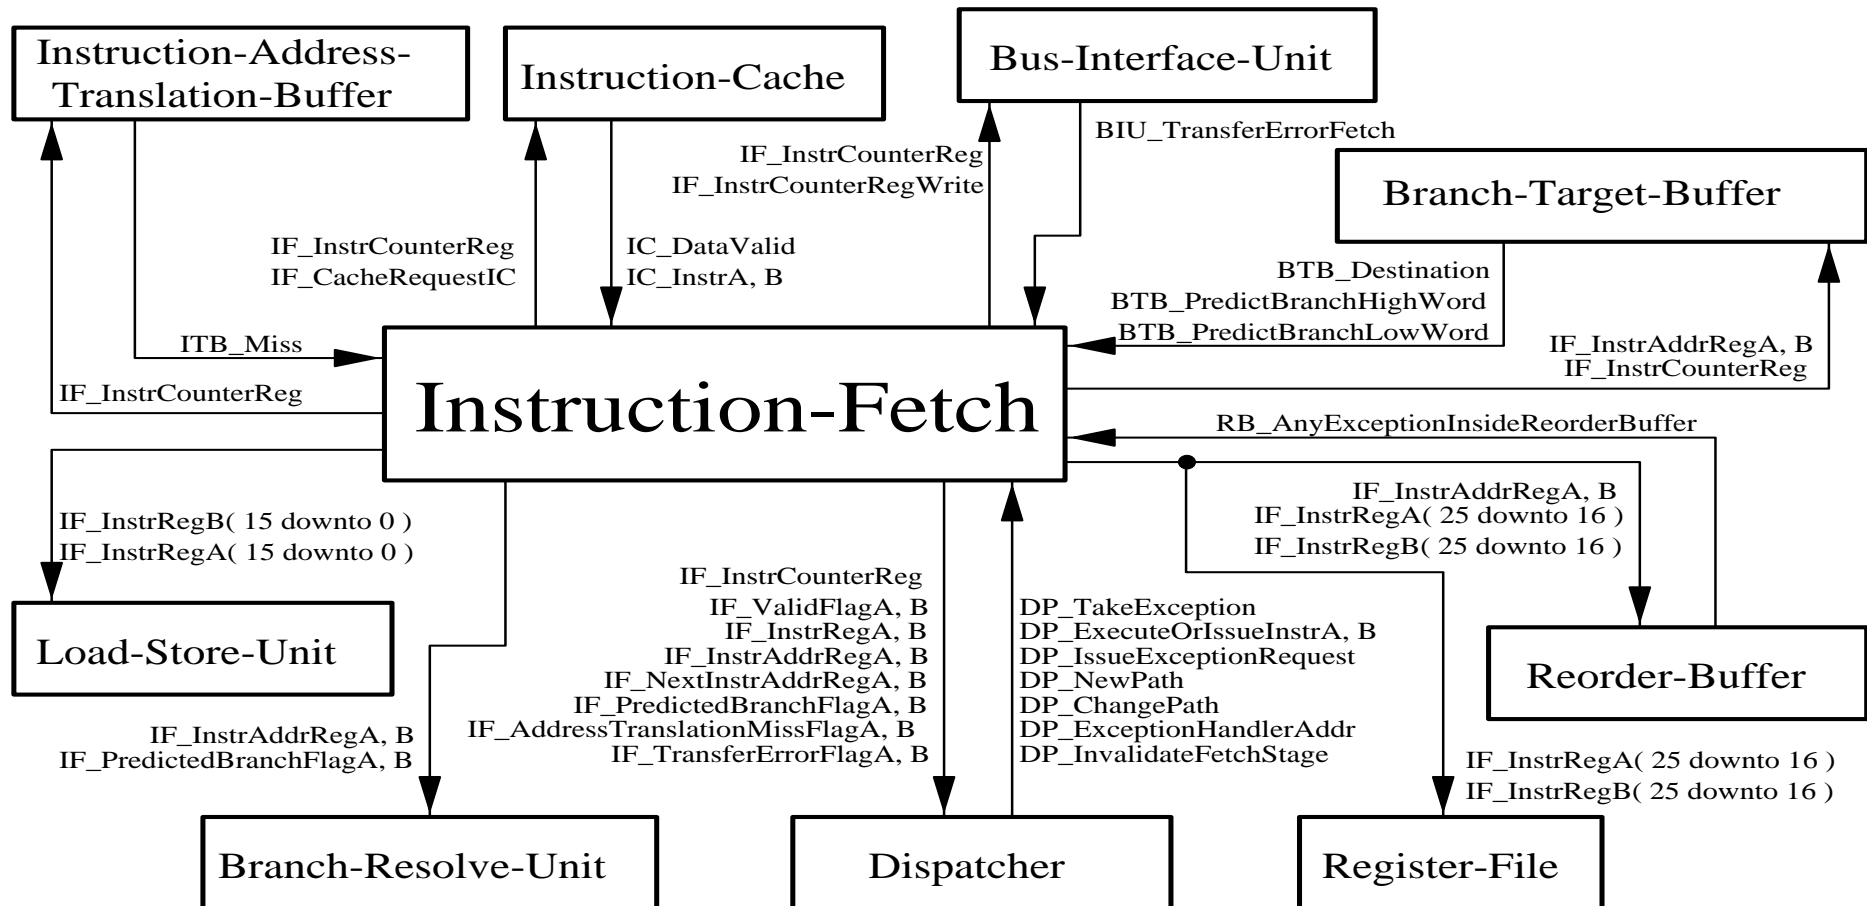 Instruction-Address-
Translation-Buffer
Instruction-Cache
Bus-Interface-Unit
BIU_TransferErrorFetch
IF_InstrCounterReg
IF_InstrCounterRegWrite
Branch-Target-Buffer
IF_InstrCounterReg
IF_CacheRequestIC
IC_DataValid
IC_InstrA, B
BTB_Destination
BTB_PredictBranchHighWord
BTB_PredictBranchLowWord
ITB_Miss
IF_InstrAddrRegA, B
IF_InstrCounterReg
IF_InstrCounterReg
Instruction-Fetch
RB_AnyExceptionInsideReorderBuffer
IF_InstrAddrRegA, B
IF_InstrRegA( 25 downto 16 )
IF_InstrRegB( 25 downto 16 )
IF_InstrRegB( 15 downto 0 )
IF_InstrRegA( 15 downto 0 )
IF_InstrCounterReg
IF_ValidFlagA, B
IF_InstrRegA, B
IF_InstrAddrRegA, B
IF_NextInstrAddrRegA, B
IF_PredictedBranchFlagA, B
IF_AddressTranslationMissFlagA, B
IF_TransferErrorFlagA, B
DP_TakeException
DP_ExecuteOrIssueInstrA, B
DP_IssueExceptionRequest
DP_NewPath
DP_ChangePath
DP_ExceptionHandlerAddr
DP_InvalidateFetchStage
Load-Store-Unit
Reorder-Buffer
IF_InstrAddrRegA, B
IF_PredictedBranchFlagA, B
IF_InstrRegA( 25 downto 16 )
IF_InstrRegB( 25 downto 16 )
Branch-Resolve-Unit
Dispatcher
Register-File